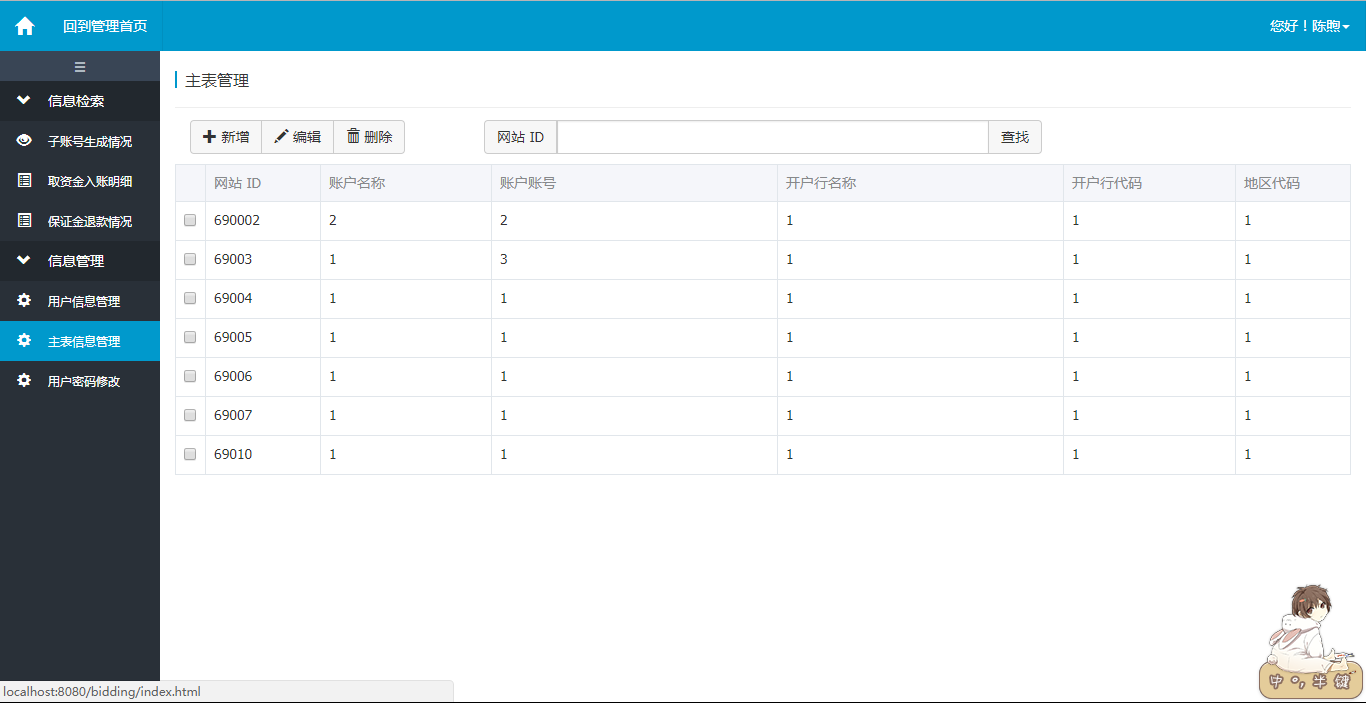 回到管理首页
您好！陈煦
信息检索
子账号生成情况
取资金入账明细
保证金退款情况
信息管理
用户信息管理
主表信息管理
用户密码修改
主表管理
新增 编辑 删除 网站 ID 查找
网站 ID 账户名称 账户账号 开户行名称 开户行代码 地区代码
690002 2 2 1 1 1
69003 1 3 1 1 1
69004 1 1 1 1 1
69005 1 1 1 1 1
69006 1 1 1 1 1
69007 1 1 1 1 1
69010 1 1 1 1 1
localhost:8080/bidding/index.html
中 °, 半 键